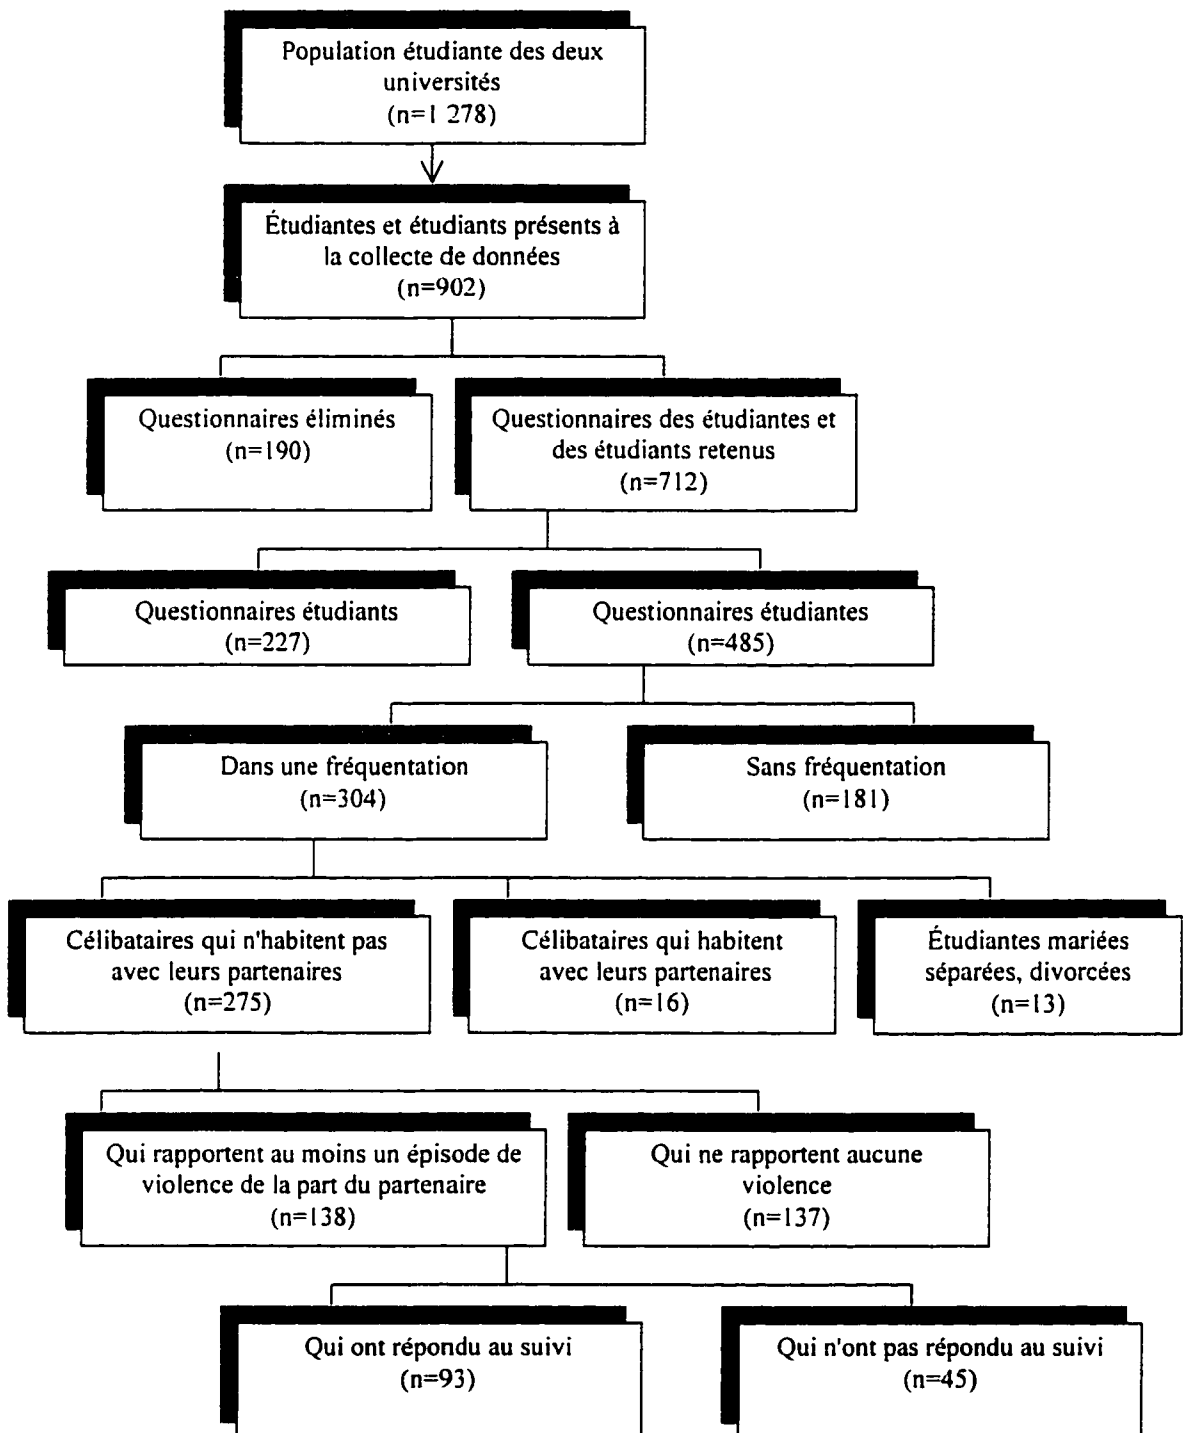 Population étudiante des deux
universités
(n=1 278)
Étudiantes et étudiants présents à
la collecte de données
(n=902)
Questionnaires éliminés
(n=190)
Questionnaires des étudiantes et
des étudiants retenus
(n=712)
Questionnaires étudiants
(n=227)
Questionnaires étudiantes
(n=485)
Dans une fréquentation
(n=304)
Sans fréquentation
(n=181)
Célibataires qui n'habitent pas
avec leurs partenaires
(n=275)
Célibataires qui habitent
avec leurs partenaires
(n=16)
Étudiantes mariées
séparées, divorcées
(n=13)
Qui rapportent au moins un épisode de
violence de la part du partenaire
(n=138)
Qui ne rapportent aucune
violence
(n=137)
Qui ont répondu au suivi
(n=93)
Qui n'ont pas répondu au suivi
(n=45)